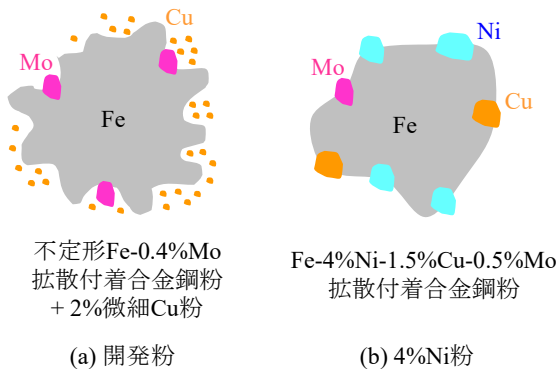 Cu
Mo
Fe
不定形Fe-0.4%Mo
拡散付着合金鋼粉
+ 2%微細Cu粉
(a) 開発粉
Ni
Mo
Cu
Fe
Fe-4%Ni-1.5%Cu-0.5%Mo
拡散付着合金鋼粉
(b) 4%Ni粉